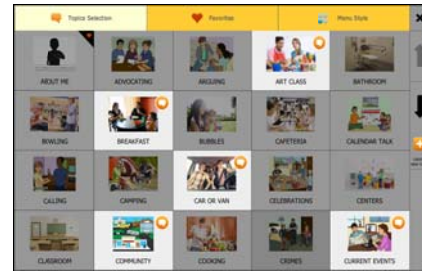 Topics Selection
Favorites
Menu Style
ABOUT ME
ADVOCATING
ARGUING
ART CLASS
BATHROOM
BOWLING
BREAKFAST
BUBBLES
CAFETERIA
CALENDAR TALK
CALLING
CAMPING
CAR OR VAN
CELEBRATIONS
CENTERS
CLASSROOM
COMMUNITY
COOKING
CRIMES
CURRENT EVENTS